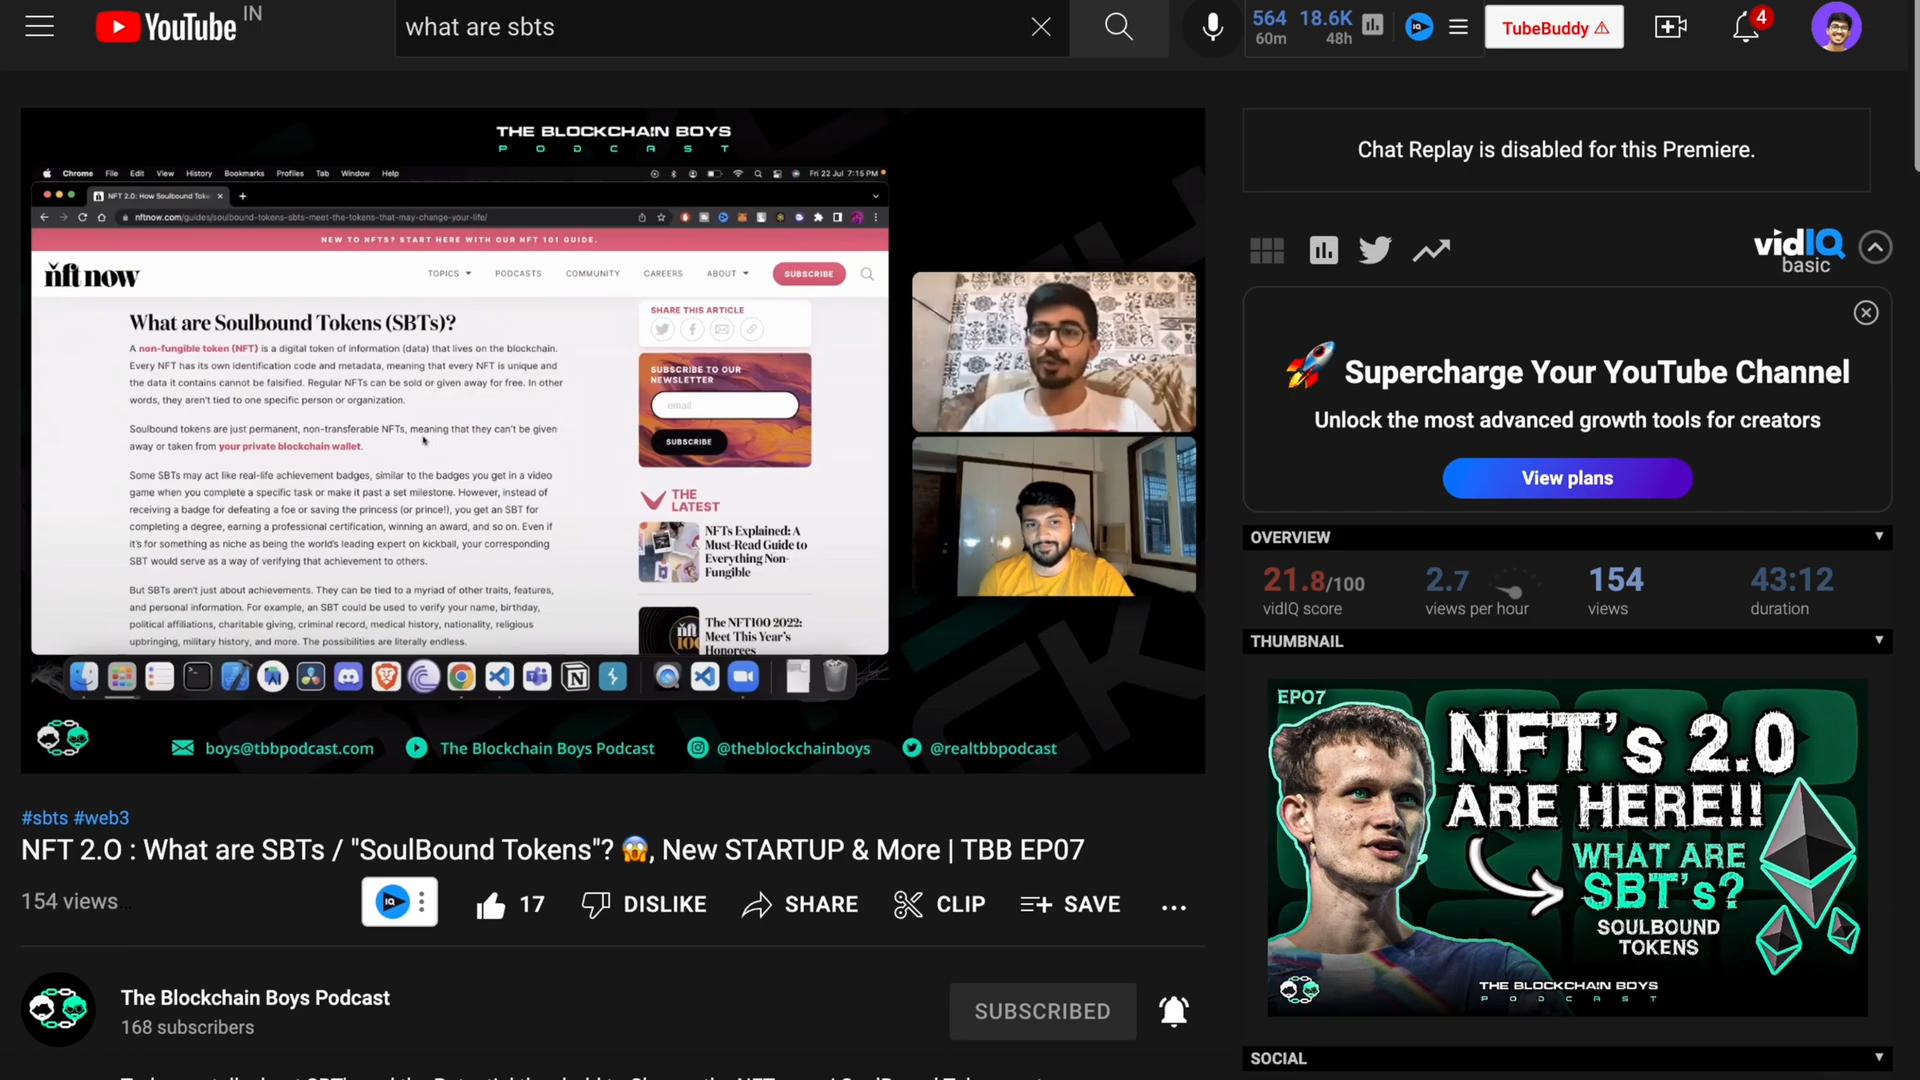 YouTube IN
what are sbts
564 18.6K
60m 48h
TubeBuddy
4
THE BLOCKCHAIN BOYS
PODCAST
Chrome File Edit View History Bookmarks Profiles Tab Window Help
Fri 22 Jul 7:15 PM
NFT 2.0: How Soulbound Toke
nftnow.com/guides/soulbound-tokens-sbts-meet-the-tokens-that-may-change-your-life/
NEW TO NFTS? START HERE WITH OUR NFT 101 GUIDE.
nft now
TOPICS PODCASTS COMMUNITY CAREERS ABOUT SUBSCRIBE
What are Soulbound Tokens (SBTs)?
A non-fungible token (NFT) is a digital token of information (data) that lives on the blockchain.
Every NFT has its own identification code and metadata, meaning that every NFT is unique and
the data it contains cannot be falsified. Regular NFTs can be sold or given away for free. In other
words, they aren't tied to one specific person or organization.
Soulbound tokens are just permanent, non-transferable NFTs, meaning that they can't be given
away or taken from your private blockchain wallet.
Some SBTs may act like real-life achievement badges, similar to the badges you get in a video
game when you complete a specific task or make it past a set milestone. However, instead of
receiving a badge for defeating a foe or saving the princess (or prince!), you get an SBT for
completing a degree, earning a professional certification, winning an award, and so on. Even if
it's for something as niche as being the world's leading expert on kickball, your corresponding
SBT would serve as a way of verifying that achievement to others.
But SBTs aren't just about achievements. They can be tied to a myriad of other traits, features,
and personal information. For example, an SBT could be used to verify your name, birthday,
political affiliations, charitable giving, criminal record, medical history, nationality, religious
upbringing, military history, and more. The possibilities are literally endless.
SHARE THIS ARTICLE
SUBSCRIBE TO OUR
NEWSLETTER
email
SUBSCRIBE
THE
LATEST
NFTs Explained: A
Must-Read Guide to
Everything Non-
Fungible
The NFT100 2022:
Meet This Year's
Honorees
boys@tbbpodcast.com The Blockchain Boys Podcast @theblockchainboys @realtbbpodcast
#sbts #web3
NFT 2.O : What are SBTs / "SoulBound Tokens"? 😱, New STARTUP & More | TBB EP07
154 views
IQ 17 DISLIKE SHARE CLIP SAVE
The Blockchain Boys Podcast
168 subscribers
SUBSCRIBED
Chat Replay is disabled for this Premiere.
vidIQ
basic
🚀 Supercharge Your YouTube Channel
Unlock the most advanced growth tools for creators
View plans
OVERVIEW
21.8/100 2.7 154 43:12
vidIQ score views per hour views duration
THUMBNAIL
EP07
NFT's 2.0
ARE HERE!!
WHAT ARE
SBT's?
SOULBOUND
TOKENS
THE BLOCKCHAIN BOYS
PODCAST
SOCIAL